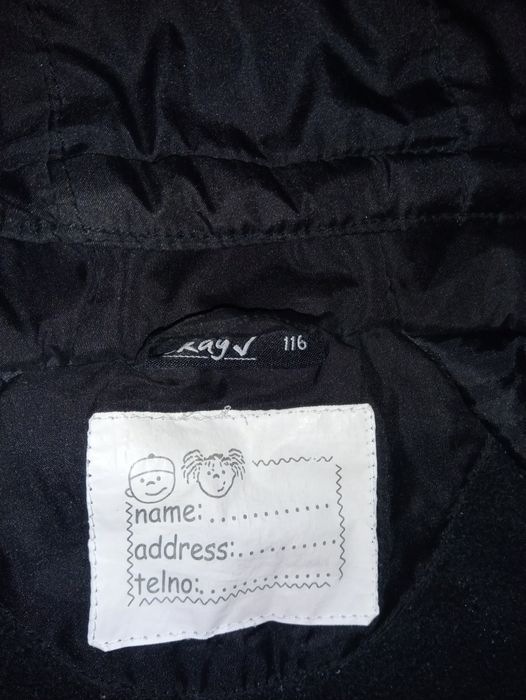 116
name:............
address:..........
telno:............